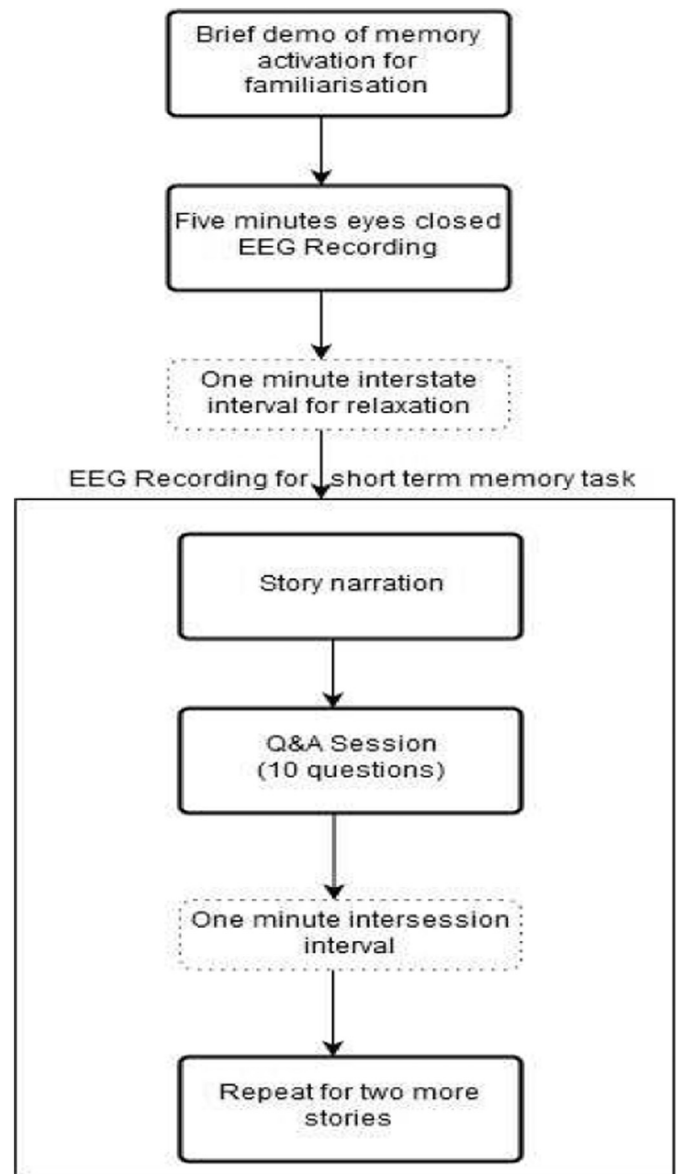 Brief demo of memory
activation for
familiarisation
Five minutes eyes closed
EEG Recording
One minute interstate
interval for relaxation
EEG Recording for short term memory task
Story narration
Q&A Session
(10 questions)
One minute intersession
interval
Repeat for two more
stories